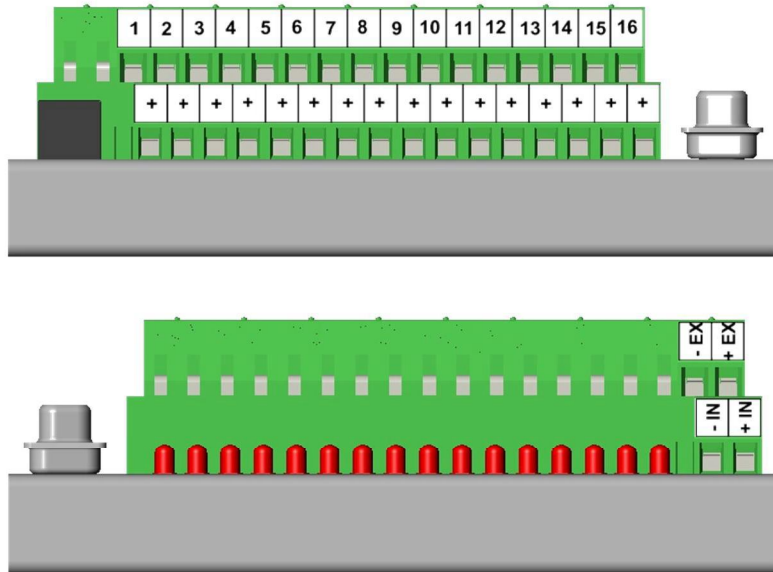 1 2 3 4 5 6 7 8 9 10 11 12 13 14 15 16
+ + + + + + + + + + + + + + + +
- EX + EX
- IN + IN